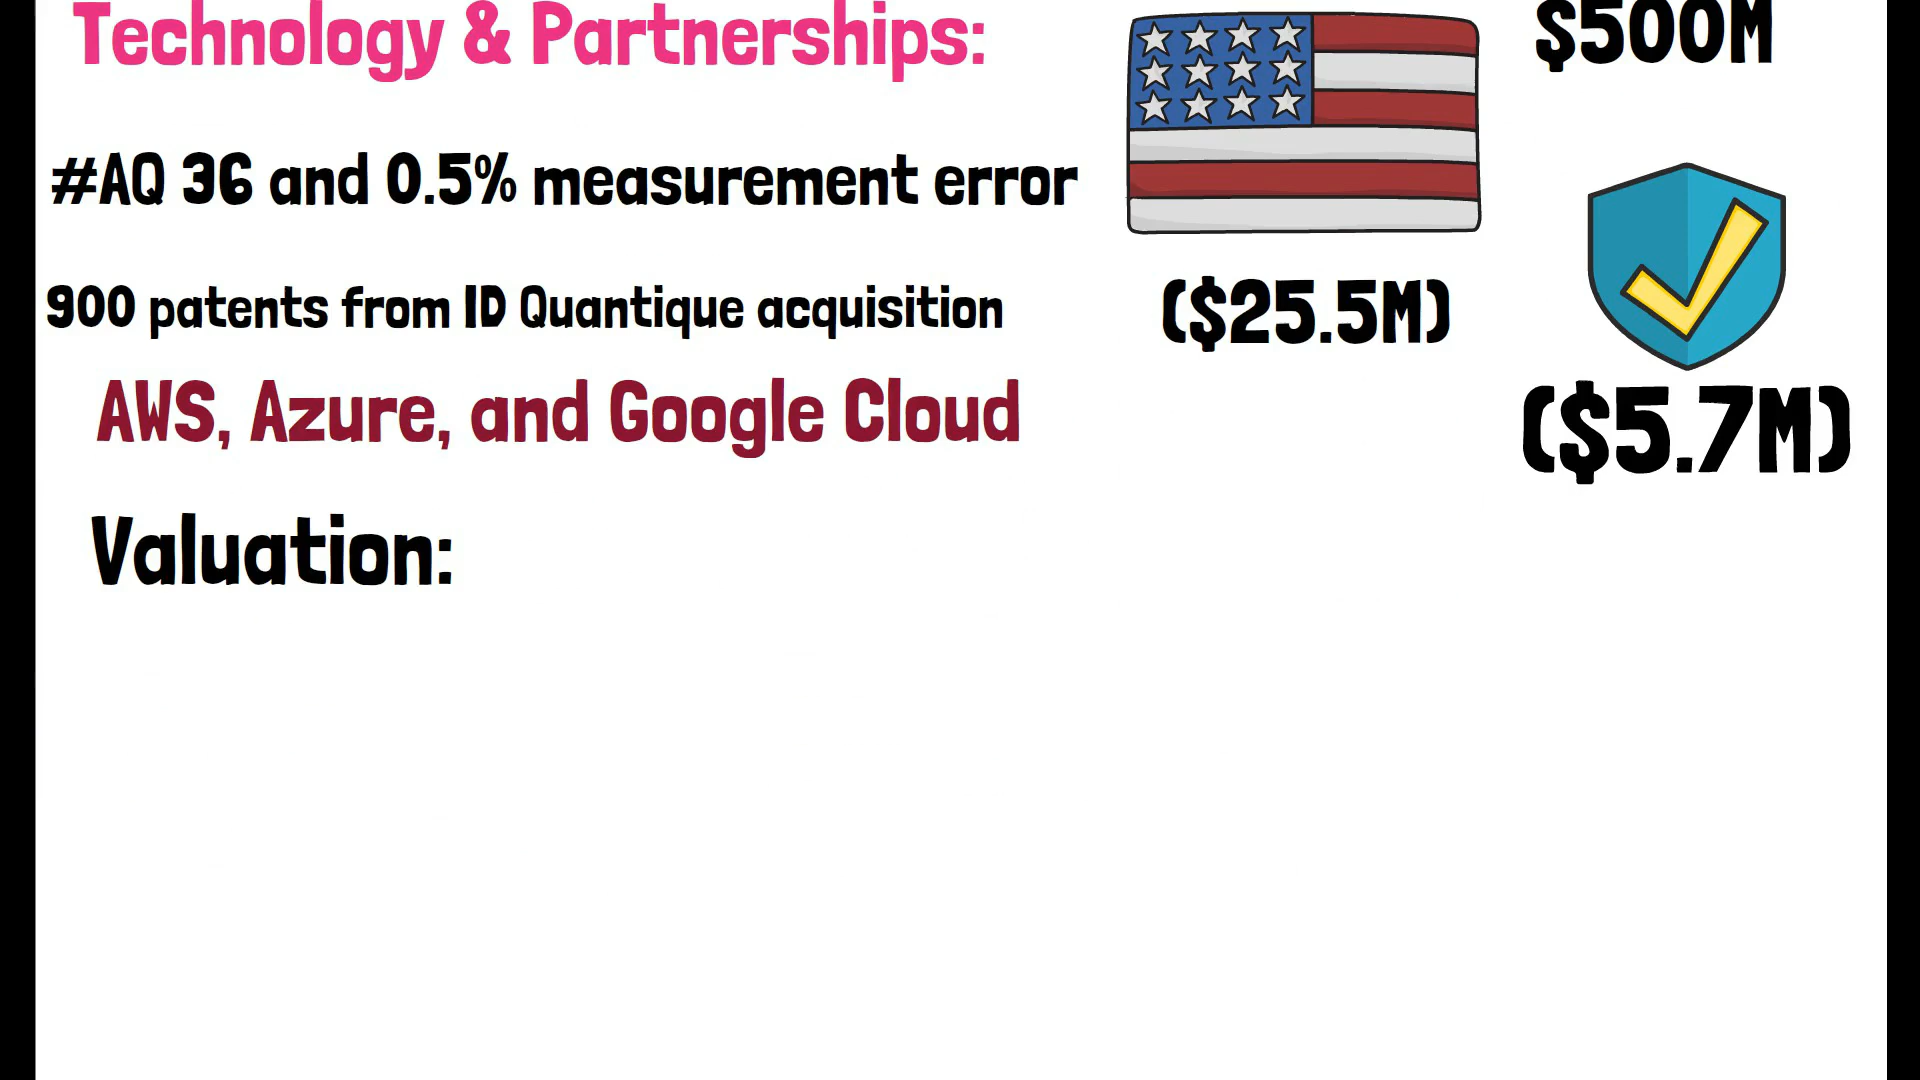 Technology & Partnerships:
$500M
#AQ 36 and 0.5% measurement error
900 patents from ID Quantique acquisition
($25.5M)
AWS, Azure, and Google Cloud
($5.7M)
Valuation: